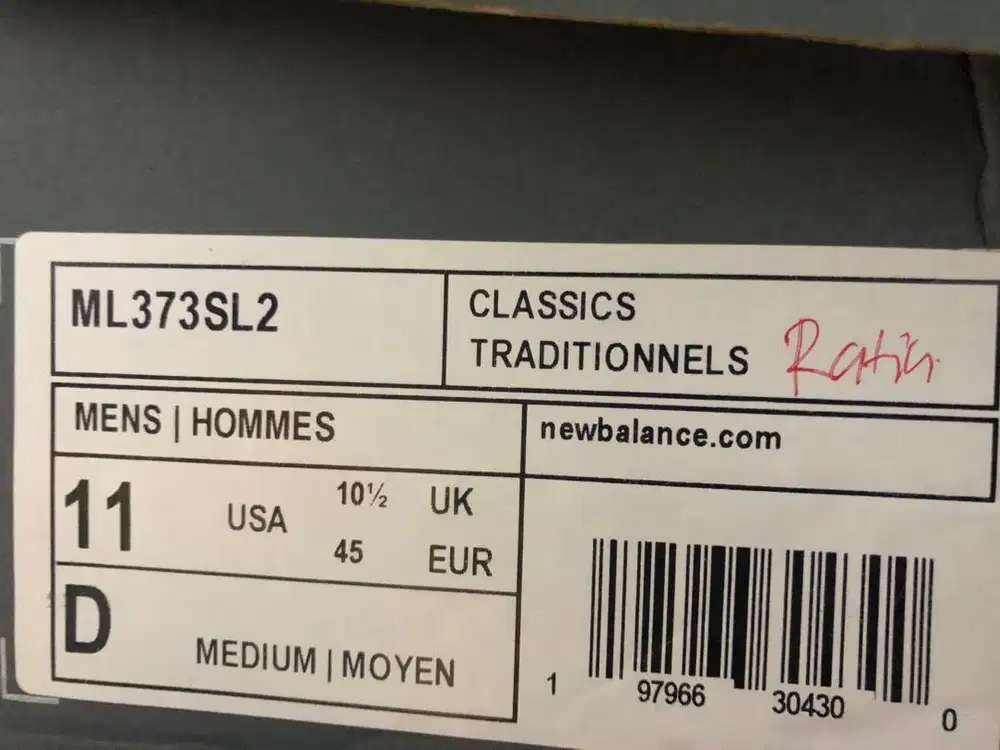 ML373SL2
CLASSICS
TRADITIONNELS
MENS | HOMMES
newbalance.com
11 USA 10½ UK
45 EUR
D MEDIUM | MOYEN
1 97966 30430 0